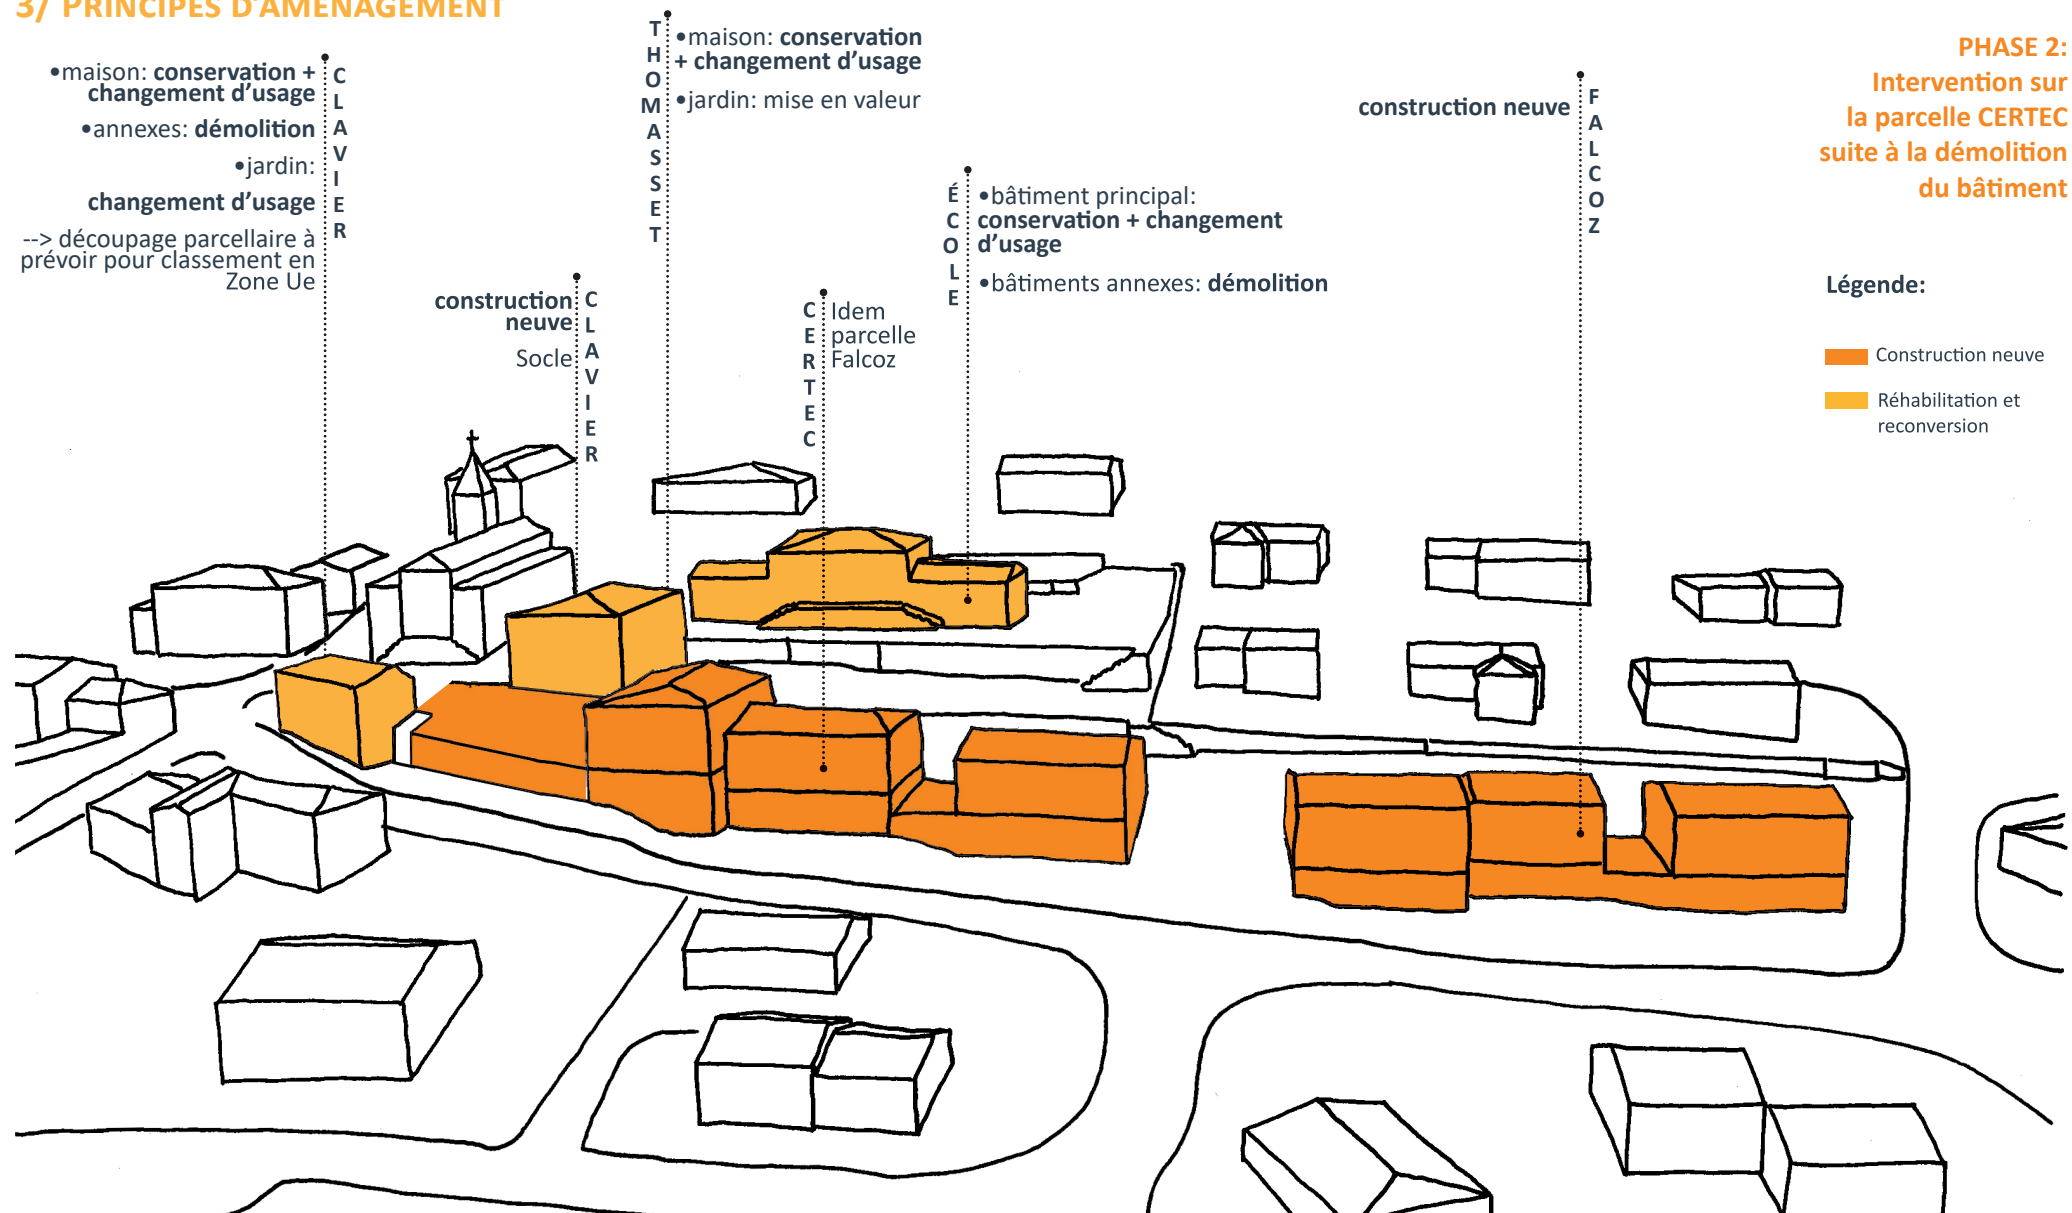 3/ PRINCIPES D'AMÉNAGEMENT
•maison: conservation +
changement d'usage
•annexes: démolition
•jardin:
changement d'usage
--> découpage parcellaire à
prévoir pour classement en
Zone Ue
CLAVIER
construction
neuve
Socle
CLAVIER
THOMASSET
•maison: conservation
+ changement d'usage
•jardin: mise en valeur
CERTEC
Idem
parcelle
Falcoz
ÉCOLE
•bâtiment principal:
conservation + changement
d'usage
•bâtiments annexes: démolition
construction neuve
FALCOZ
PHASE 2:
Intervention sur
la parcelle CERTEC
suite à la démolition
du bâtiment
Légende:
Construction neuve
Réhabilitation et
reconversion